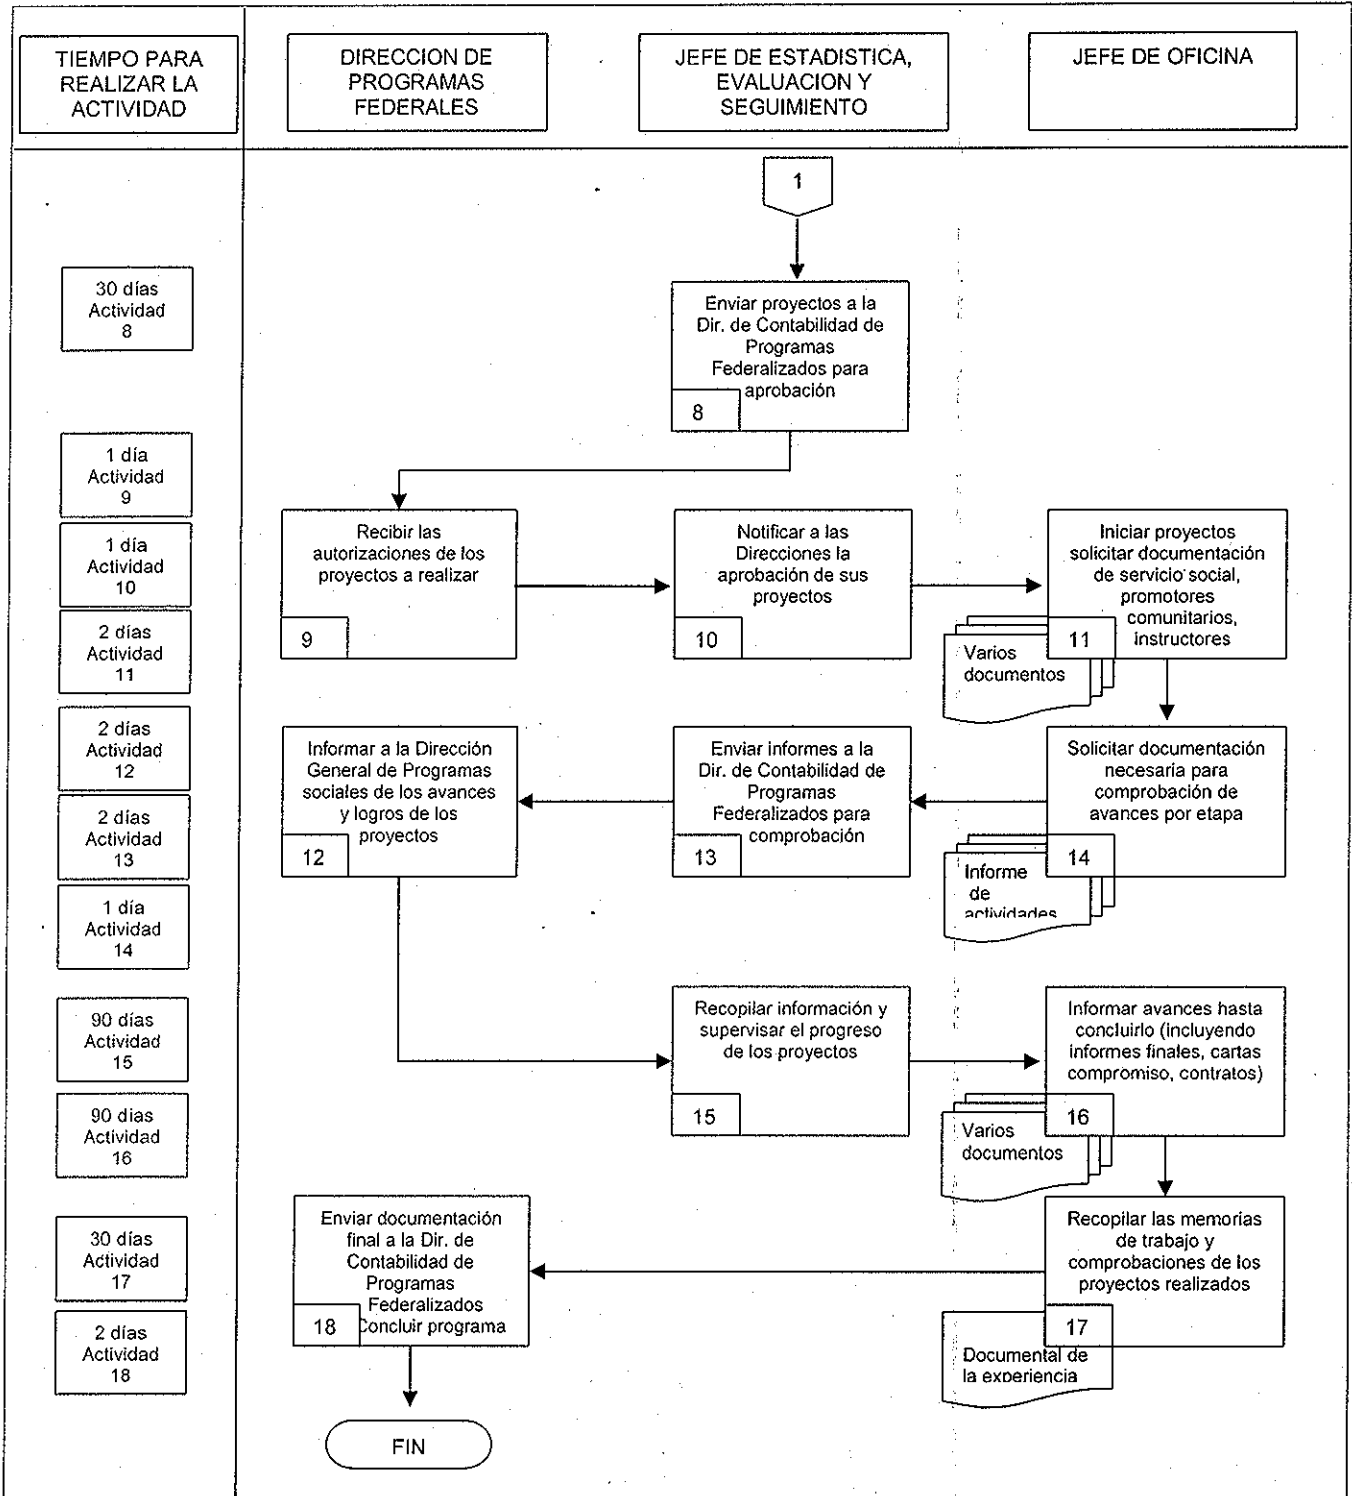 TIEMPO PARA
REALIZAR LA
ACTIVIDAD
DIRECCION DE
PROGRAMAS
FEDERALES
JEFE DE ESTADISTICA,
EVALUACION Y
SEGUIMIENTO
JEFE DE OFICINA
1
30 días
Actividad
8
Enviar proyectos a la
Dir. de Contabilidad de
Programas
Federalizados para
aprobación
8
1 día
Actividad
9
1 día
Actividad
10
2 días
Actividad
11
Recibir las
autorizaciones de los
proyectos a realizar
9
Notificar a las
Direcciones la
aprobación de sus
proyectos
10
Iniciar proyectos
solicitar documentación
de servicio social,
promotores
comunitarios,
instructores
11
Varios
documentos
2 días
Actividad
12
2 días
Actividad
13
1 día
Actividad
14
Informar a la Dirección
General de Programas
sociales de los avances
y logros de los
proyectos
12
Enviar informes a la
Dir. de Contabilidad de
Programas
Federalizados para
comprobación
13
Solicitar documentación
necesaria para
comprobación de
avances por etapa
14
Informe
de
actividades
90 días
Actividad
15
90 dias
Actividad
16
Recopilar información y
supervisar el progreso
de los proyectos
15
Informar avances hasta
concluirlo (incluyendo
informes finales, cartas
compromiso, contratos)
16
Varios
documentos
30 días
Actividad
17
2 días
Actividad
18
Enviar documentación
final a la Dir. de
Contabilidad de
Programas
Federalizados
Concluir programa
18
Recopilar las memorias
de trabajo y
comprobaciones de los
proyectos realizados
17
Documental de
la experiencia
FIN